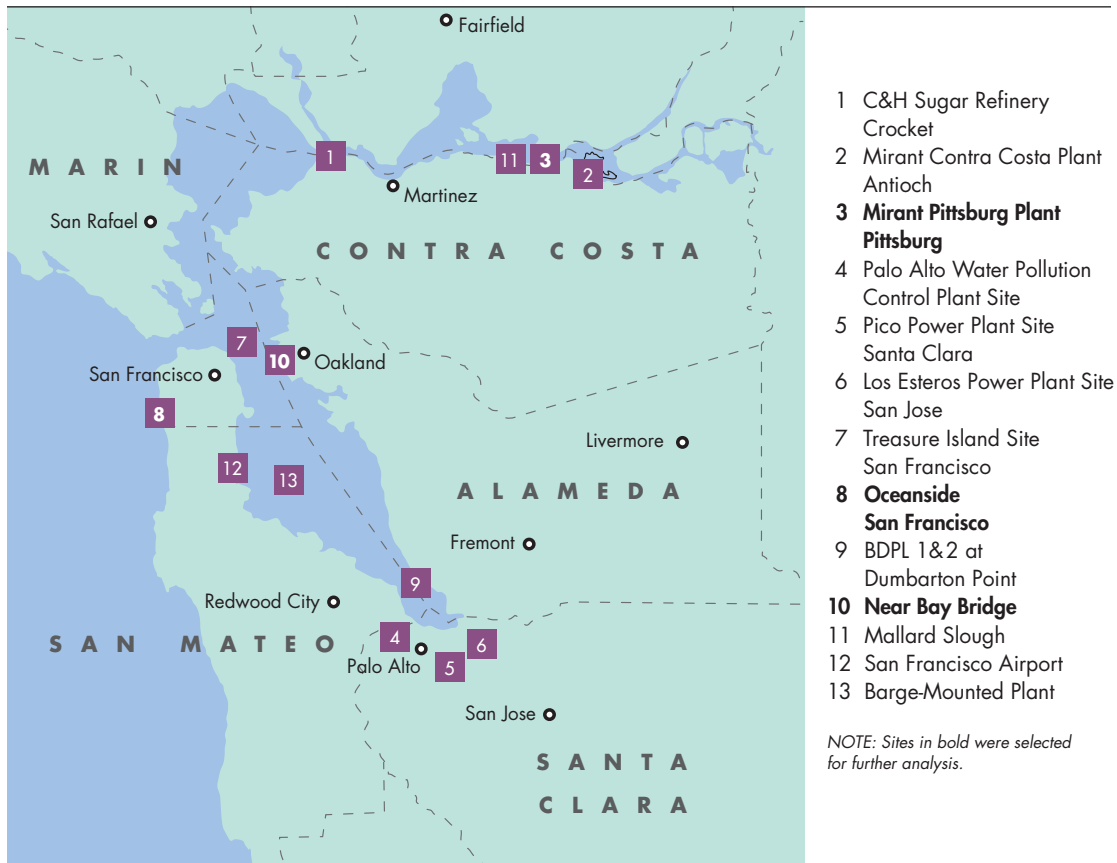 Fairfield
1
11
3
2
MARIN
Martinez
San Rafael
CONTRA COSTA
7
10
Oakland
San Francisco
8
Livermore
12
13
ALAMEDA
Fremont
9
Redwood City
SAN MATEO
4
6
Palo Alto
5
San Jose
SANTA
CLARA
1 C&H Sugar Refinery
Crocket
2 Mirant Contra Costa Plant
Antioch
3 Mirant Pittsburg Plant
Pittsburg
4 Palo Alto Water Pollution
Control Plant Site
5 Pico Power Plant Site
Santa Clara
6 Los Esteros Power Plant Site
San Jose
7 Treasure Island Site
San Francisco
8 Oceanside
San Francisco
9 BDPL 1&2 at
Dumbarton Point
10 Near Bay Bridge
11 Mallard Slough
12 San Francisco Airport
13 Barge-Mounted Plant
NOTE: Sites in bold were selected
for further analysis.